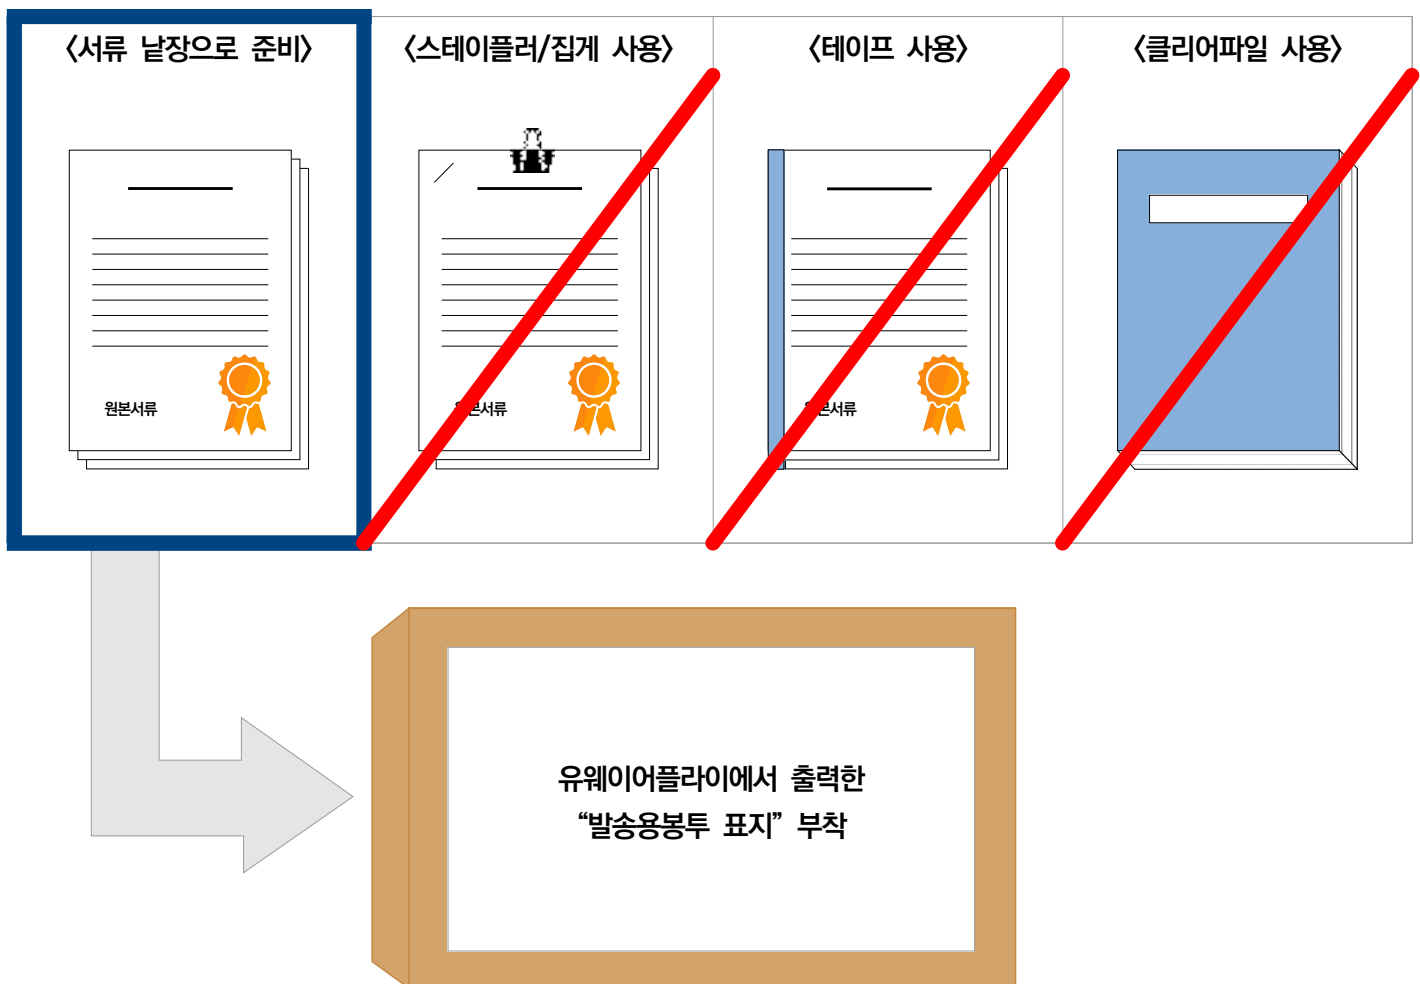 <서류 낱장으로 준비>
<스테이플러/집게 사용>
<테이프 사용>
<클리어파일 사용>
원본서류
본서류
본서류
유웨이어플라이에서 출력한
“발송용봉투 표지” 부착